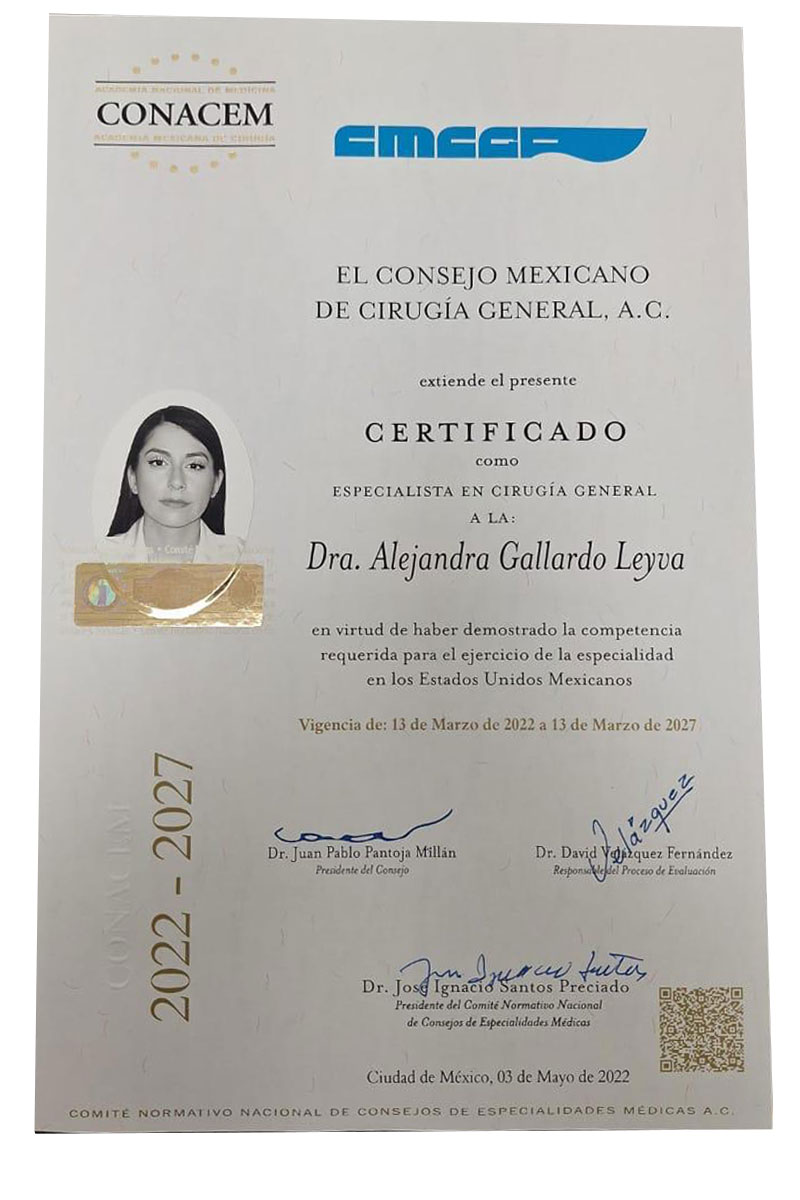 ACADEMIA NACIONAL DE MEDICINA
CONACEM
ACADEMIA MEXICANA DE CIRUGÍA
CMCG
EL CONSEJO MEXICANO
DE CIRUGÍA GENERAL, A.C.
extiende el presente
CERTIFICADO
como
ESPECIALISTA EN CIRUGÍA GENERAL
A LA:
Dra. Alejandra Gallardo Leyva
en virtud de haber demostrado la competencia
requerida para el ejercicio de la especialidad
en los Estados Unidos Mexicanos
Vigencia de: 13 de Marzo de 2022 a 13 de Marzo de 2027
CONACEM
2022 - 2027
Velázquez
Dr. Juan Pablo Pantoja Millán
Presidente del Consejo
Dr. David Velázquez Fernández
Responsable del Proceso de Evaluación
Dr. José Ignacio Santos Preciado
Presidente del Comité Normativo Nacional
de Consejos de Especialidades Médicas
Ciudad de México, 03 de Mayo de 2022
COMITÉ NORMATIVO NACIONAL DE CONSEJOS DE ESPECIALIDADES MÉDICAS A.C.